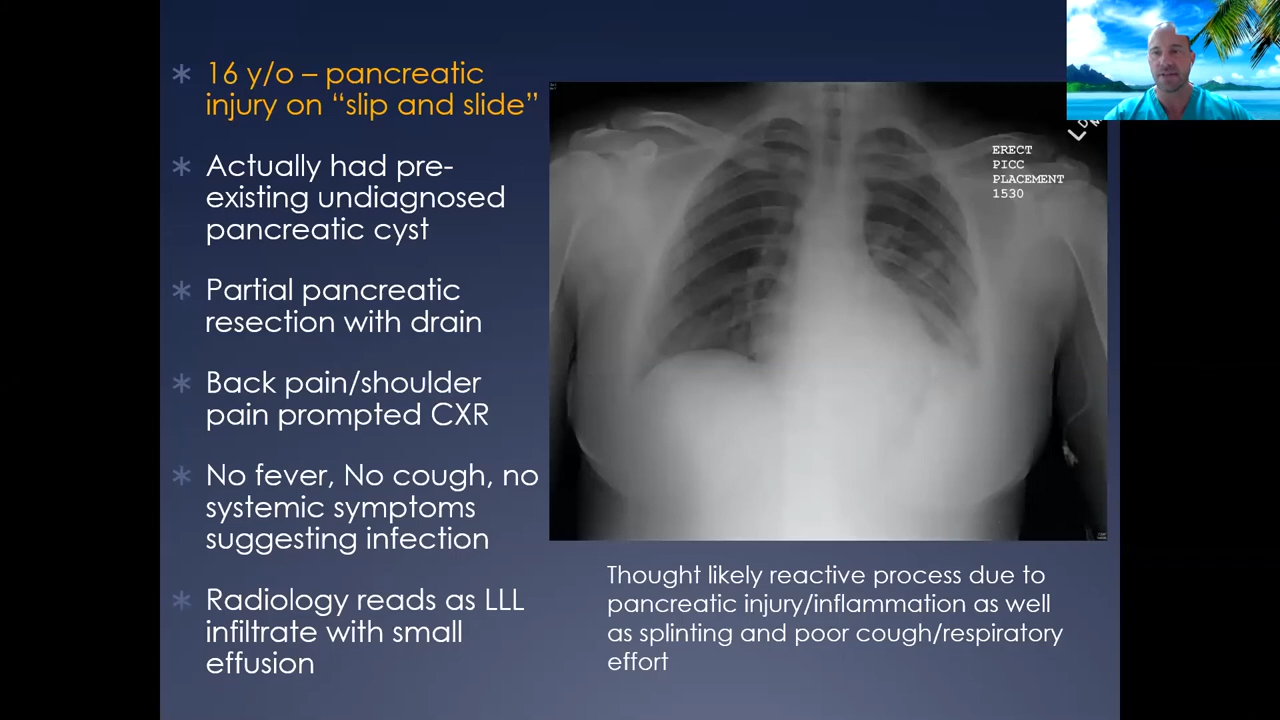 16 y/o – pancreatic
injury on “slip and slide”
Actually had pre-
existing undiagnosed
pancreatic cyst
Partial pancreatic
resection with drain
Back pain/shoulder
pain prompted CXR
No fever, No cough, no
systemic symptoms
suggesting infection
Radiology reads as LLL
infiltrate with small
effusion
ERECT
PICC
PLACEMENT
1530
Thought likely reactive process due to
pancreatic injury/inflammation as well
as splinting and poor cough/respiratory
effort